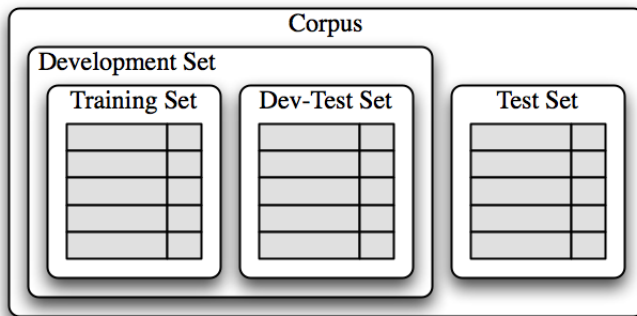 Corpus
Development Set
Training Set
Dev-Test Set
Test Set